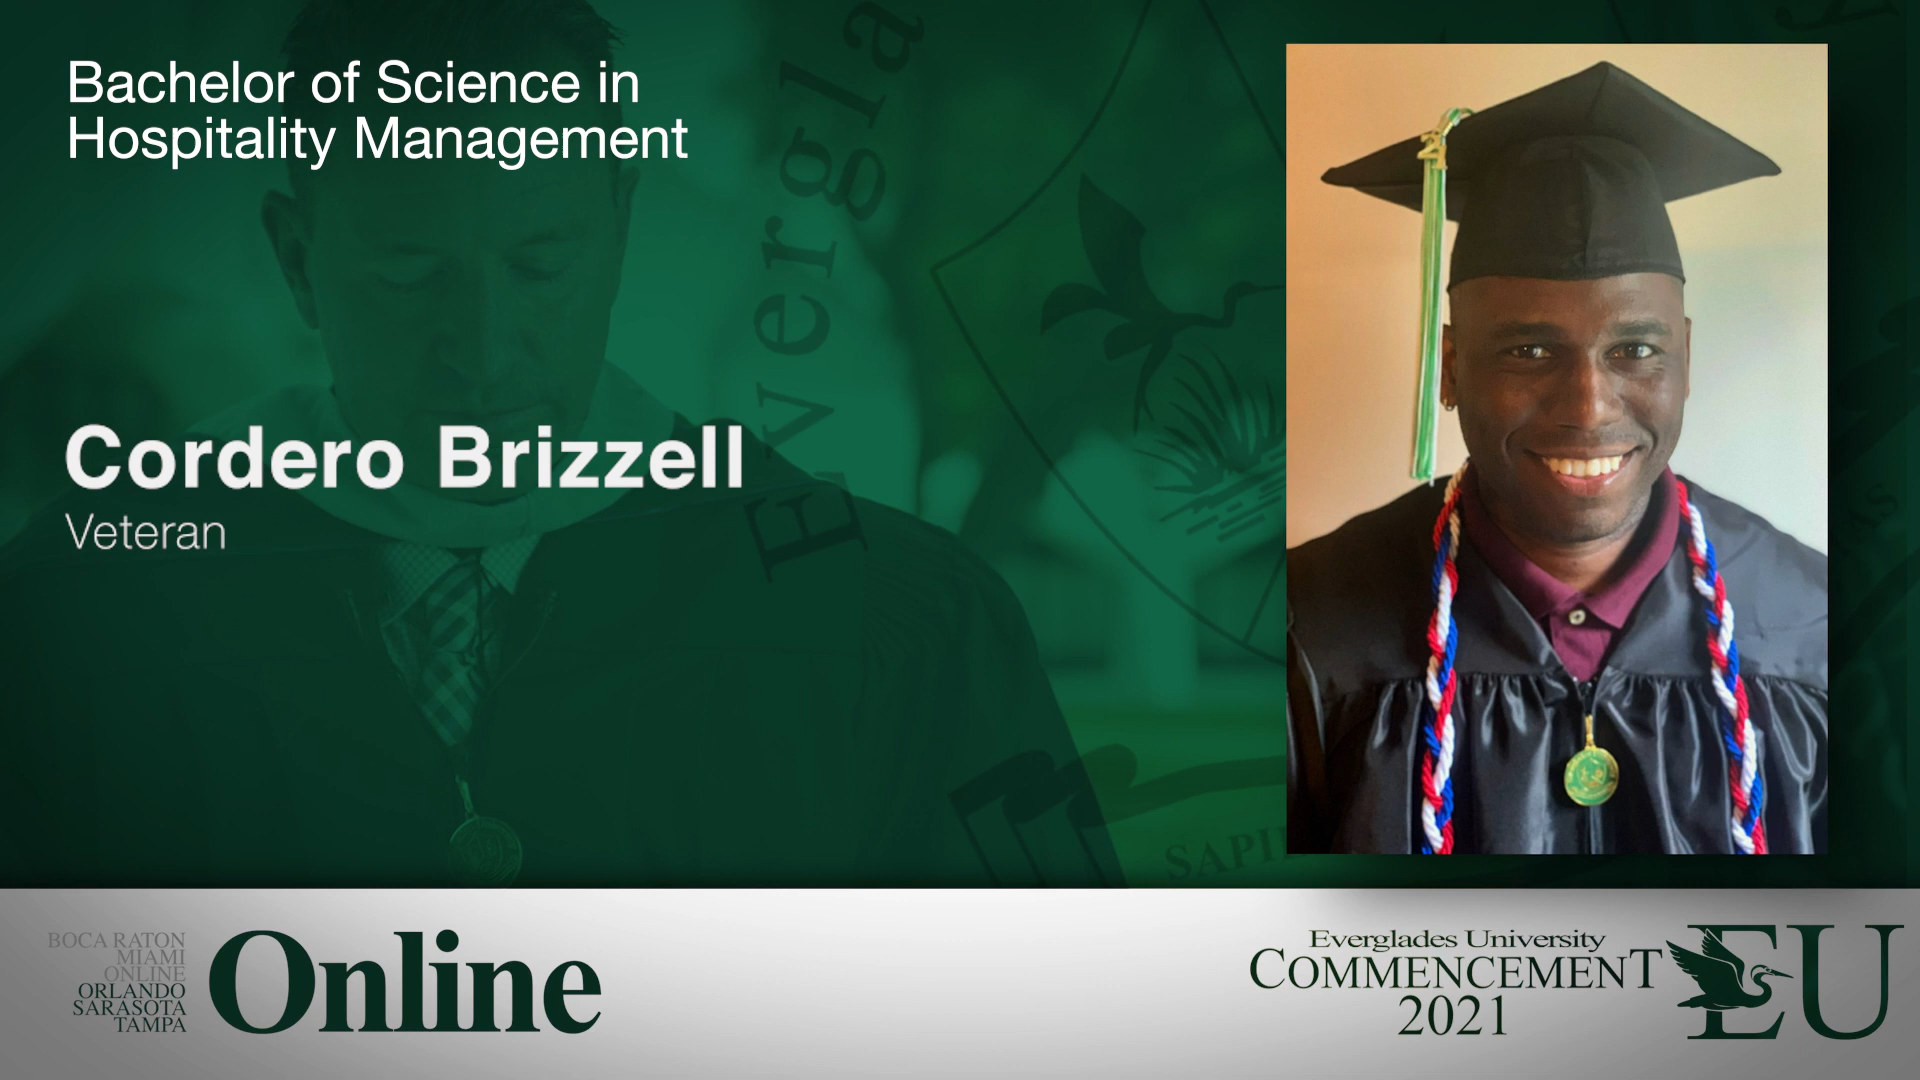 Bachelor of Science in
Hospitality Management
Evergla
Cordero Brizzell
Veteran
BOCA RATON
MIAMI
ONLINE
ORLANDO
SARASOTA
TAMPA
Online
Everglades University
COMMENCEMENT
2021
EU